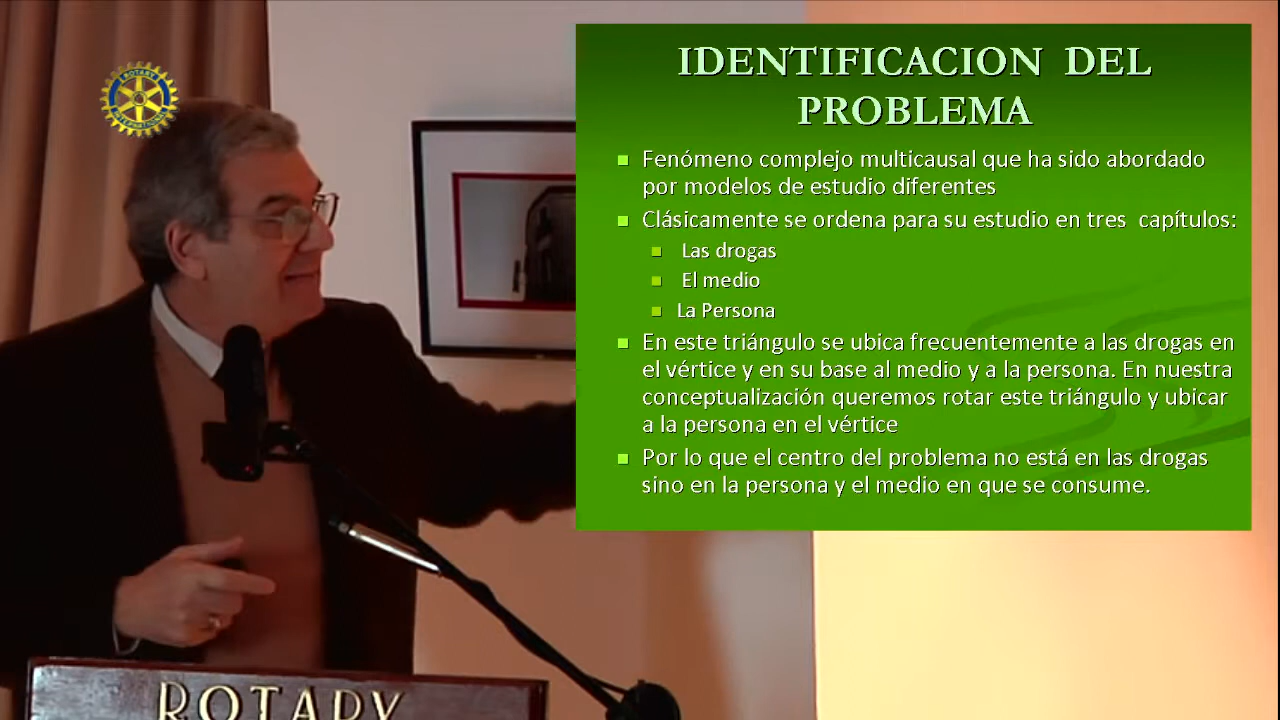 ROTARY
INTERNATIONAL
IDENTIFICACION DEL
PROBLEMA
Fenómeno complejo multicausal que ha sido abordado
por modelos de estudio diferentes
Clásicamente se ordena para su estudio en tres capítulos:
Las drogas
El medio
La Persona
En este triángulo se ubica frecuentemente a las drogas en
el vértice y en su base al medio y a la persona. En nuestra
conceptualización queremos rotar este triángulo y ubicar
a la persona en el vértice
Por lo que el centro del problema no está en las drogas
sino en la persona y el medio en que se consume.
ROTARY